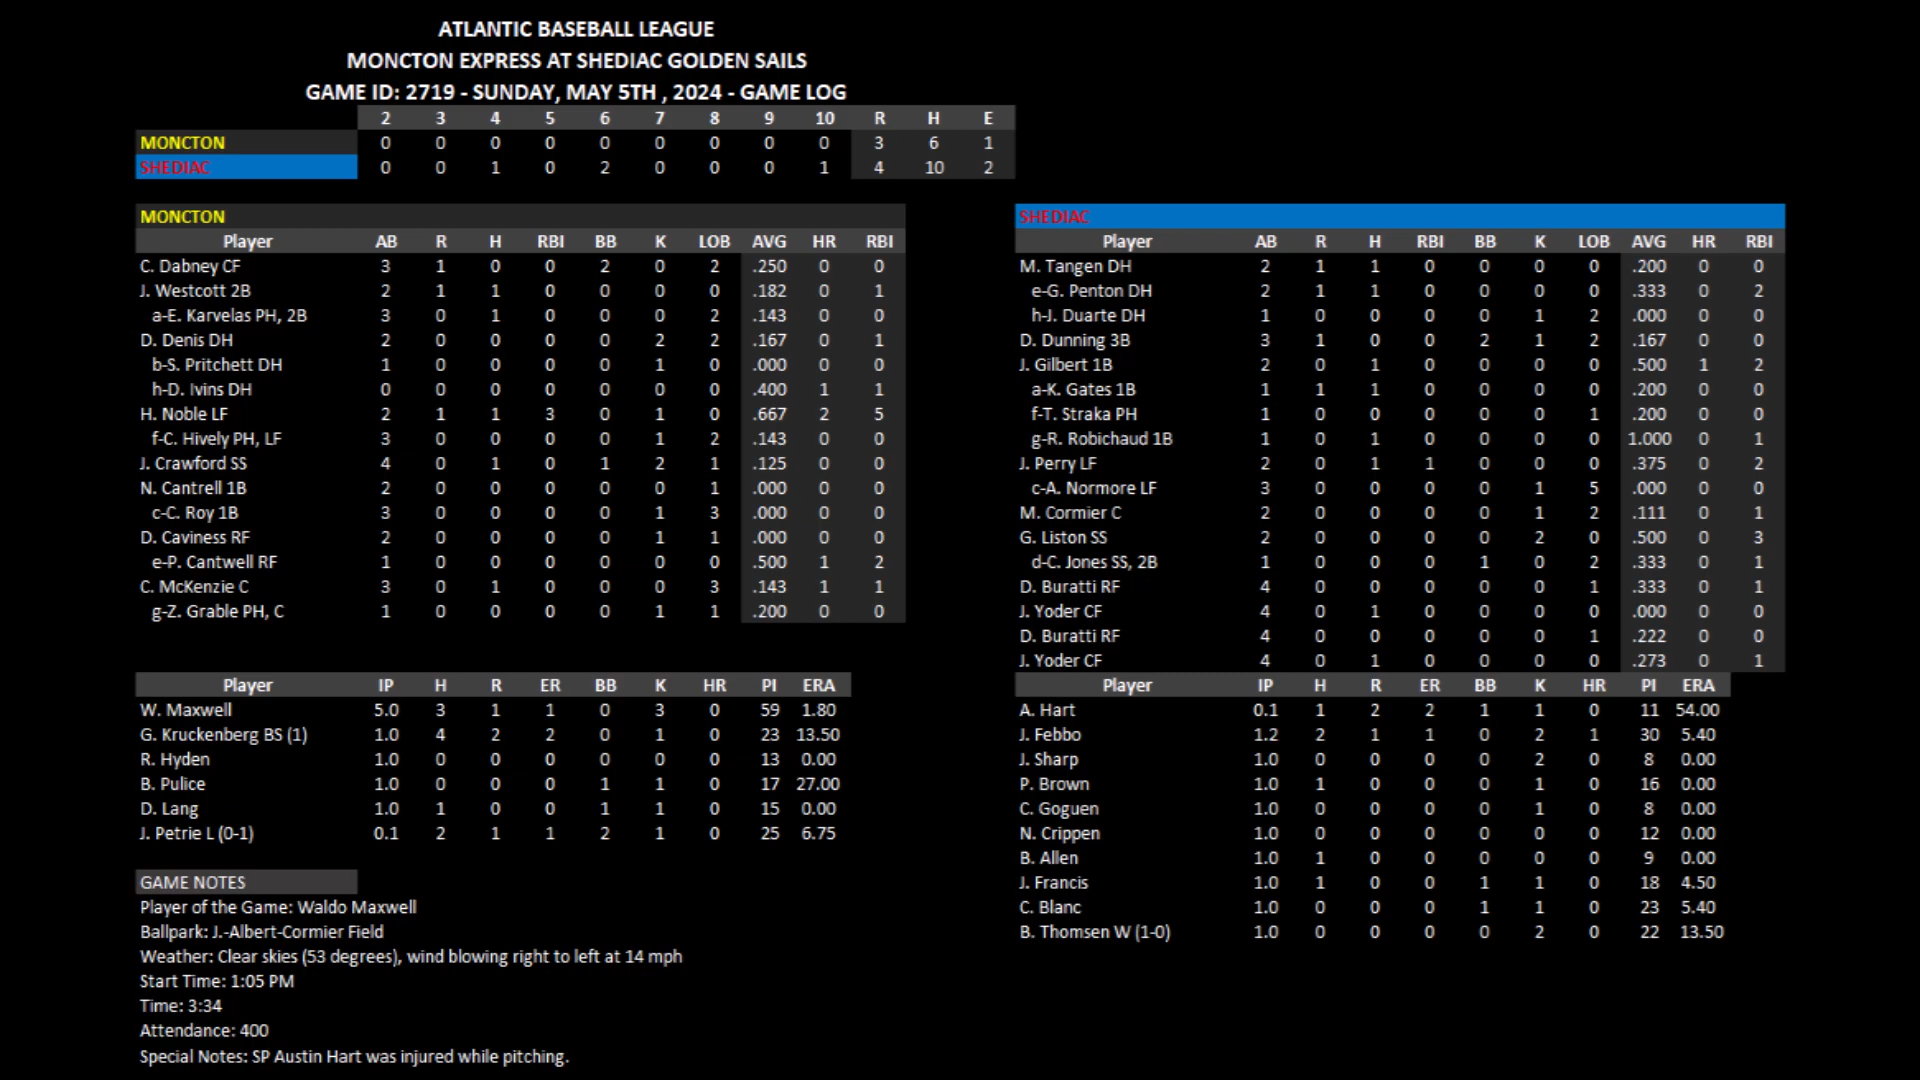 ATLANTIC BASEBALL LEAGUE
MONCTON EXPRESS AT SHEDIAC GOLDEN SAILS
GAME ID: 2719 - SUNDAY, MAY 5TH , 2024 - GAME LOG
2 3 4 5 6 7 8 9 10 R H E
MONCTON 0 0 0 0 0 0 0 0 0 3 6 1
SHEDIAC 0 0 1 0 2 0 0 0 1 4 10 2
MONCTON
Player AB R H RBI BB K LOB AVG HR RBI
C. Dabney CF 3 1 0 0 2 0 2 .250 0 0
J. Westcott 2B 2 1 1 0 0 0 0 .182 0 1
a-E. Karvelas PH, 2B 3 0 1 0 0 0 2 .143 0 0
D. Denis DH 2 0 0 0 0 2 2 .167 0 1
b-S. Pritchett DH 1 0 0 0 0 1 0 .000 0 0
h-D. Ivins DH 0 0 0 0 0 0 0 .400 1 1
H. Noble LF 2 1 1 3 0 1 0 .667 2 5
f-C. Hively PH, LF 3 0 0 0 0 1 2 .143 0 0
J. Crawford SS 4 0 1 0 1 2 1 .125 0 0
N. Cantrell 1B 2 0 0 0 0 0 1 .000 0 0
c-C. Roy 1B 3 0 0 0 0 1 3 .000 0 0
D. Caviness RF 2 0 0 0 0 1 1 .000 0 0
e-P. Cantwell RF 1 0 0 0 0 0 0 .500 1 2
C. McKenzie C 3 0 1 0 0 0 3 .143 1 1
g-Z. Grable PH, C 1 0 0 0 0 1 1 .200 0 0
Player IP H R ER BB K HR PI ERA
W. Maxwell 5.0 3 1 1 0 3 0 59 1.80
G. Kruckenberg BS (1) 1.0 4 2 2 0 1 0 23 13.50
R. Hyden 1.0 0 0 0 0 0 0 13 0.00
B. Pulice 1.0 0 0 0 1 1 0 17 27.00
D. Lang 1.0 1 0 0 1 1 0 15 0.00
J. Petrie L (0-1) 0.1 2 1 1 2 1 0 25 6.75
GAME NOTES
Player of the Game: Waldo Maxwell
Ballpark: J.-Albert-Cormier Field
Weather: Clear skies (53 degrees), wind blowing right to left at 14 mph
Start Time: 1:05 PM
Time: 3:34
Attendance: 400
Special Notes: SP Austin Hart was injured while pitching.
SHEDIAC
Player AB R H RBI BB K LOB AVG HR RBI
M. Tangen DH 2 1 1 0 0 0 0 .200 0 0
e-G. Penton DH 2 1 1 0 0 0 0 .333 0 2
h-J. Duarte DH 1 0 0 0 0 1 2 .000 0 0
D. Dunning 3B 3 1 0 0 2 1 2 .167 0 0
J. Gilbert 1B 2 0 1 0 0 0 0 .500 1 2
a-K. Gates 1B 1 1 1 0 0 0 0 .200 0 0
f-T. Straka PH 1 0 0 0 0 0 1 .200 0 0
g-R. Robichaud 1B 1 0 1 0 0 0 0 1.000 0 1
J. Perry LF 2 0 1 1 0 0 0 .375 0 2
c-A. Normore LF 3 0 0 0 0 1 5 .000 0 0
M. Cormier C 2 0 0 0 0 1 2 .111 0 1
G. Liston SS 2 0 0 0 0 2 0 .500 0 3
d-C. Jones SS, 2B 1 0 0 0 1 0 2 .333 0 1
D. Buratti RF 4 0 0 0 0 0 1 .333 0 1
J. Yoder CF 4 0 1 0 0 0 0 .000 0 0
D. Buratti RF 4 0 0 0 0 0 1 .222 0 0
J. Yoder CF 4 0 1 0 0 0 0 .273 0 1
Player IP H R ER BB K HR PI ERA
A. Hart 0.1 1 2 2 1 1 0 11 54.00
J. Febbo 1.2 2 1 1 0 2 1 30 5.40
J. Sharp 1.0 0 0 0 0 2 0 8 0.00
P. Brown 1.0 1 0 0 0 1 0 16 0.00
C. Goguen 1.0 0 0 0 0 1 0 8 0.00
N. Crippen 1.0 0 0 0 0 0 0 12 0.00
B. Allen 1.0 1 0 0 0 0 0 9 0.00
J. Francis 1.0 1 0 0 1 1 0 18 4.50
C. Blanc 1.0 0 0 0 1 1 0 23 5.40
B. Thomsen W (1-0) 1.0 0 0 0 0 2 0 22 13.50